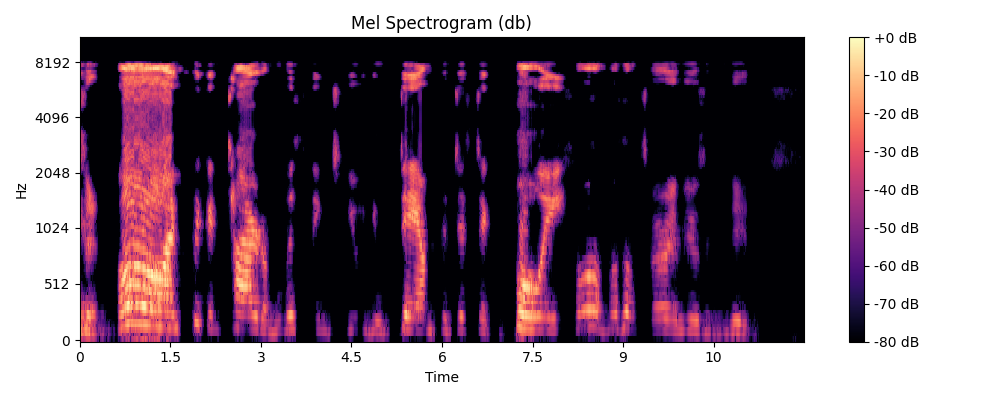 Mel Spectrogram (db)
Hz
8192
4096
2048
1024
512
0
0
1.5
3
4.5
6
7.5
9
10
Time
+0 dB
-10 dB
-20 dB
-30 dB
-40 dB
-50 dB
-60 dB
-70 dB
-80 dB